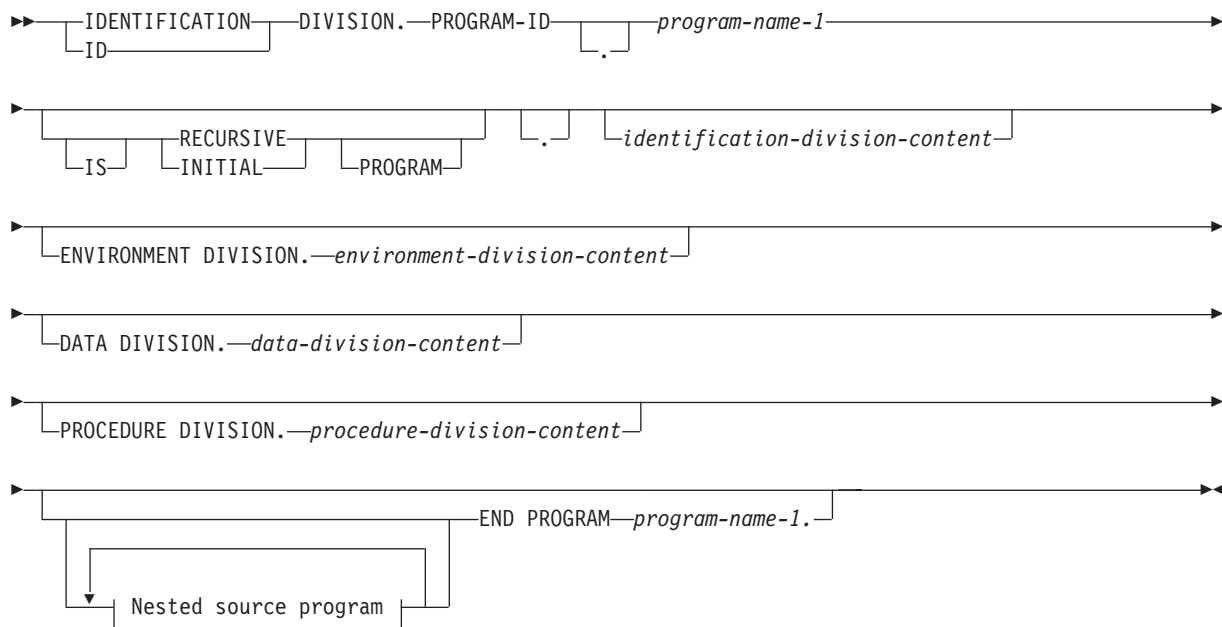 IDENTIFICATION DIVISION. PROGRAM-ID . program-name-1
ID
RECURSIVE . identification-division-content
IS INITIAL PROGRAM
ENVIRONMENT DIVISION. environment-division-content
DATA DIVISION. data-division-content
PROCEDURE DIVISION. procedure-division-content
END PROGRAM program-name-1.
Nested source program